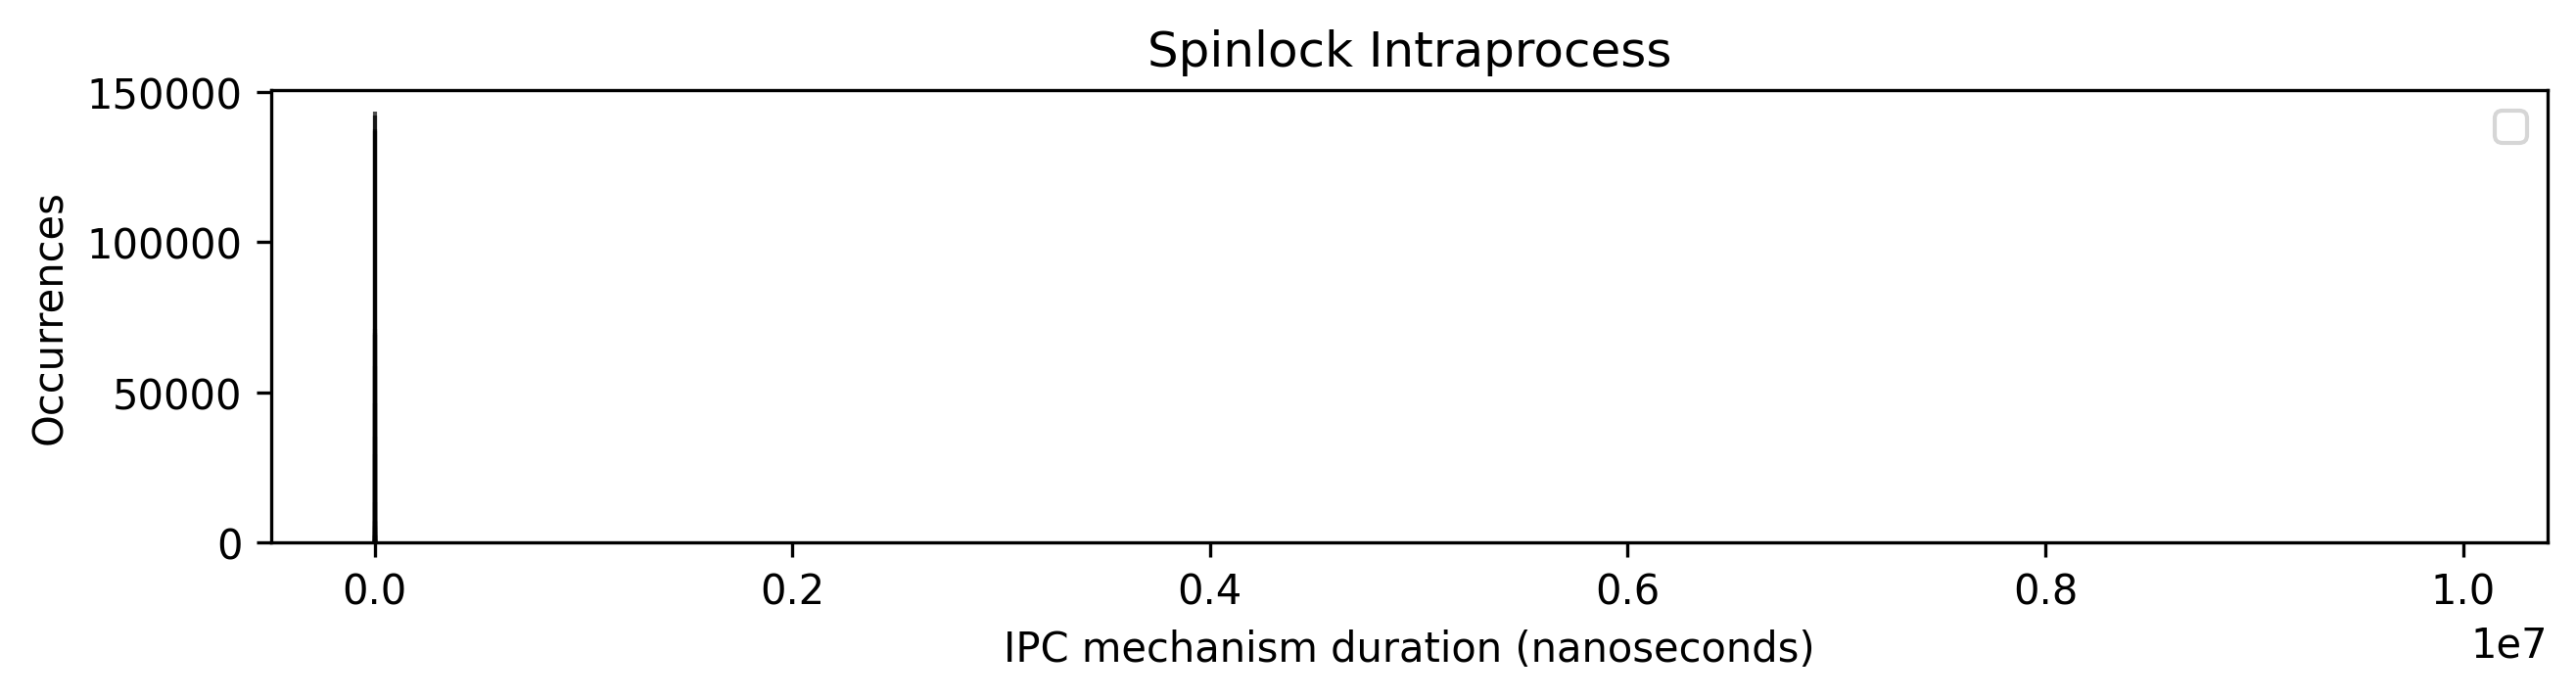 Spinlock Intraprocess
150000
100000
50000
0
Occurrences
0.0 0.2 0.4 0.6 0.8 1.0
1e7
IPC mechanism duration (nanoseconds)